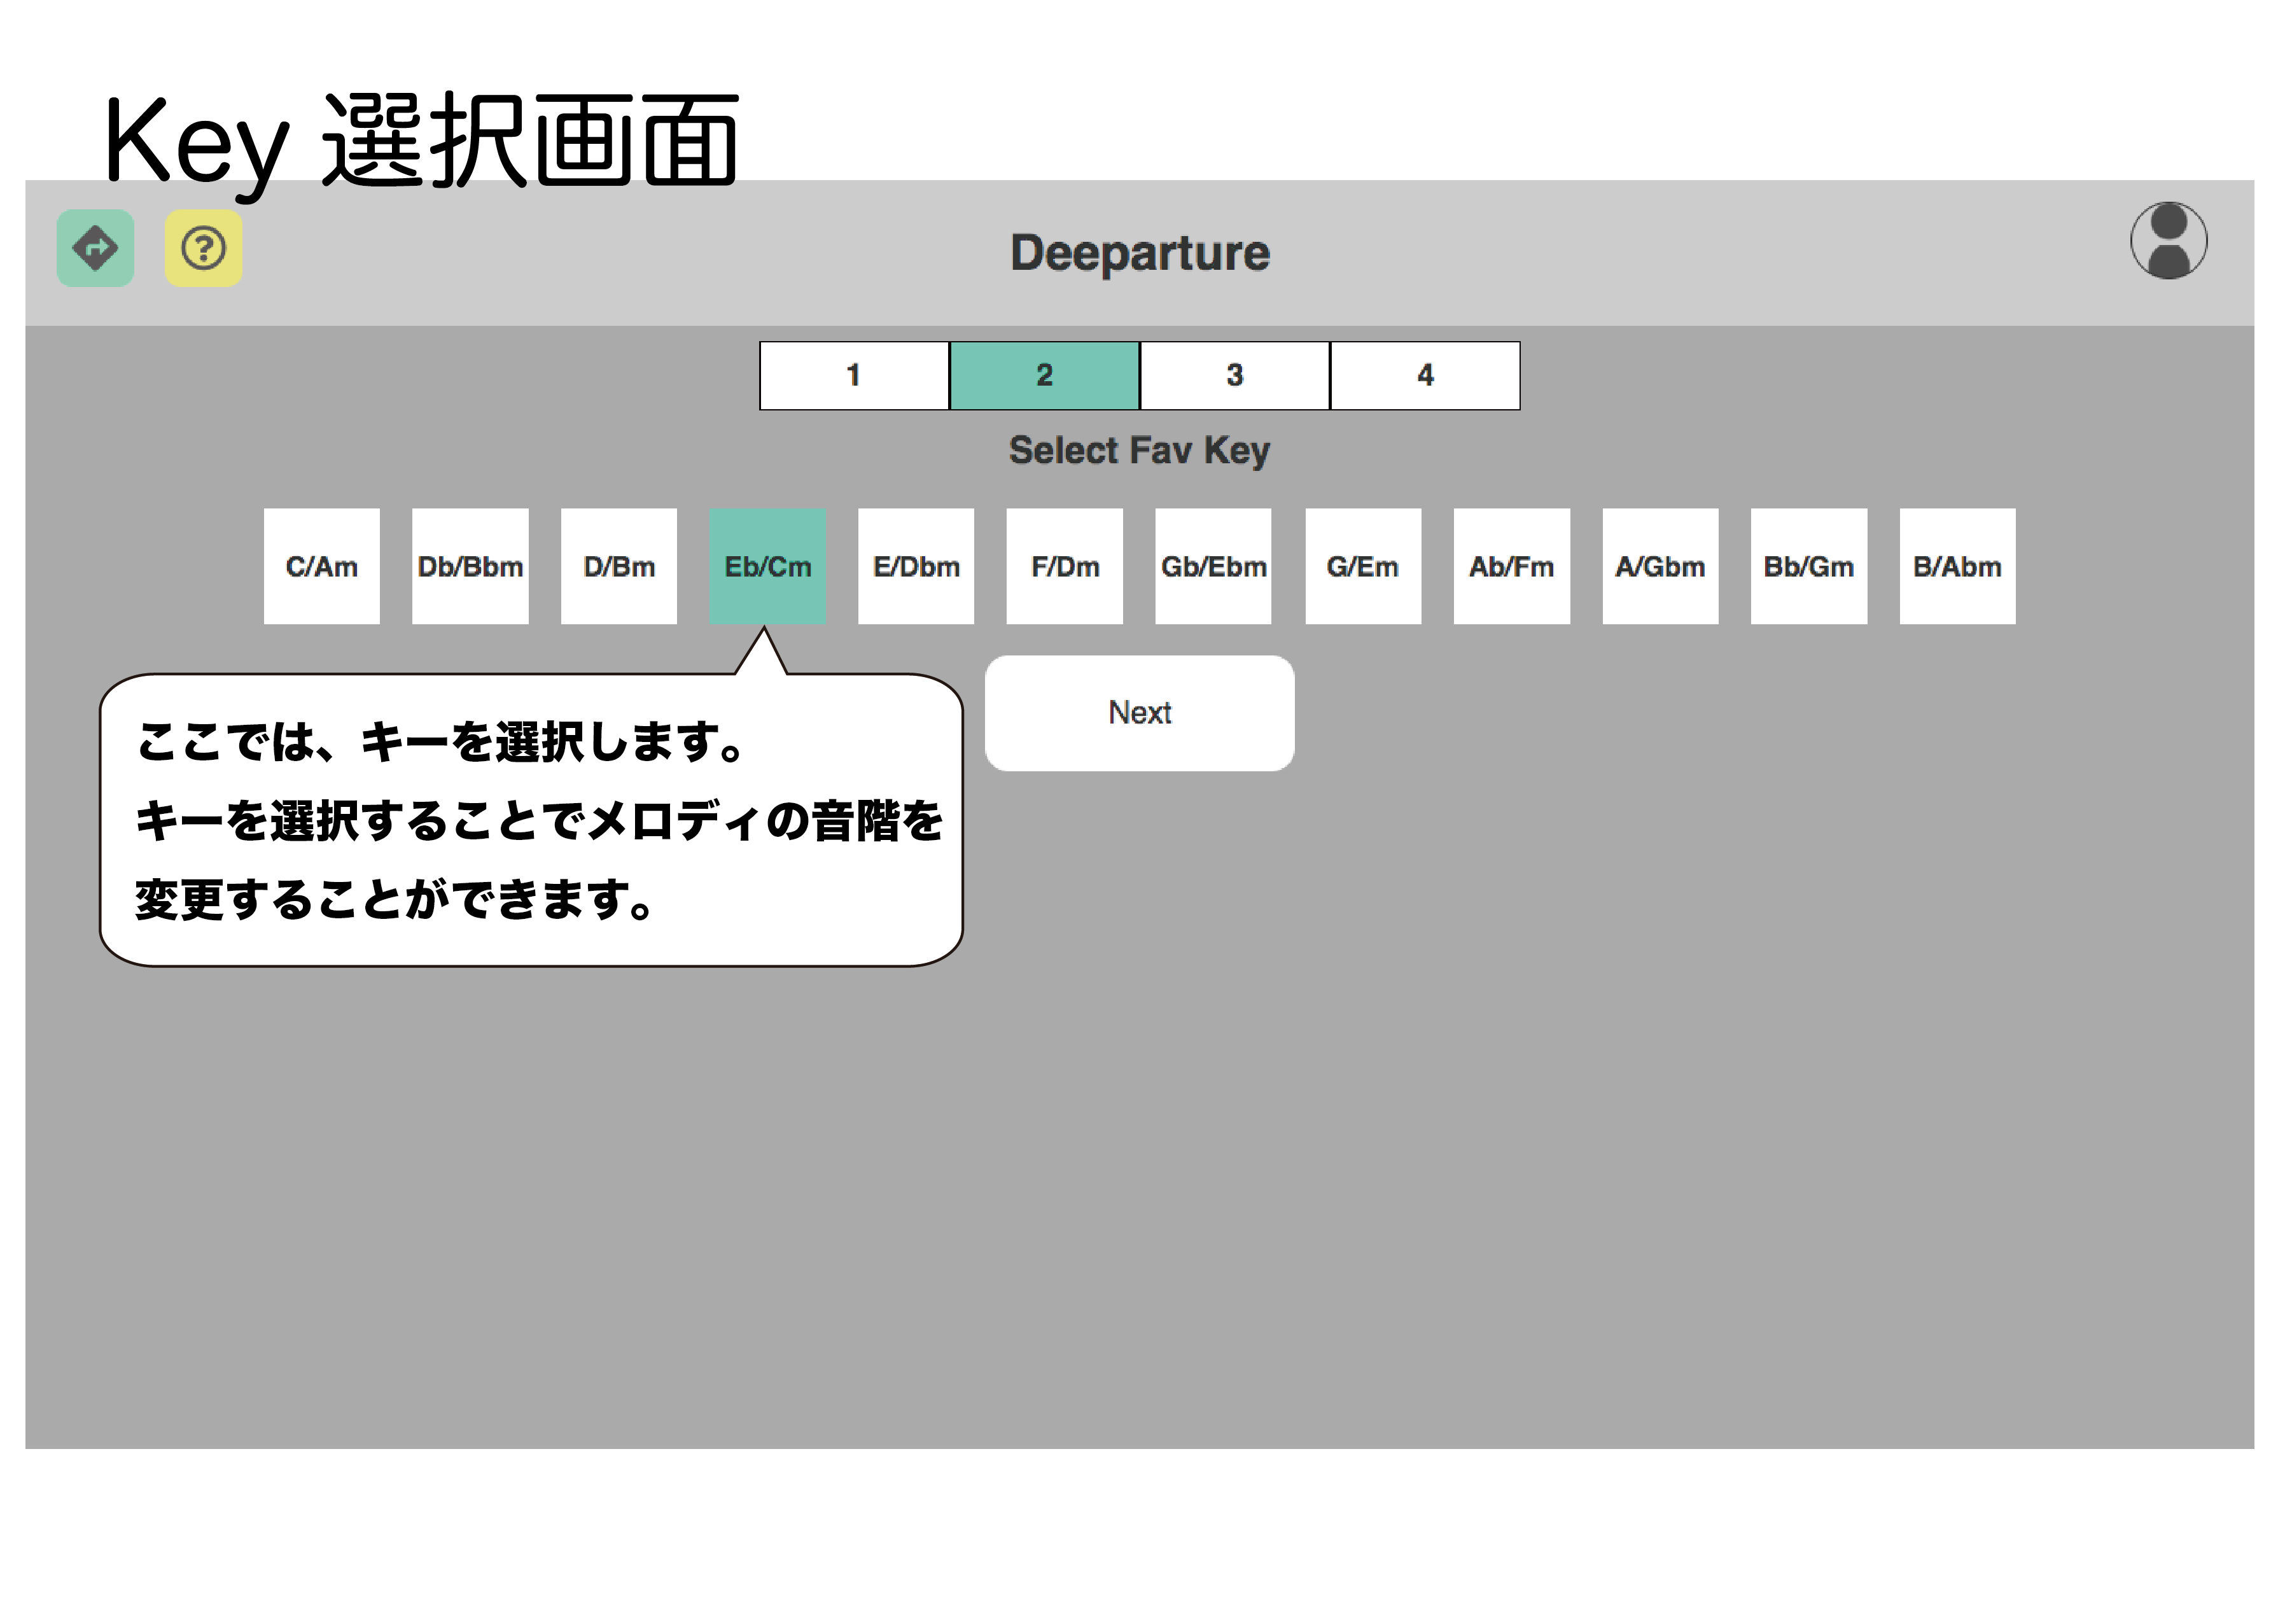 Key 選択画面
Deeparture
1 2 3 4
Select Fav Key
C/Am Db/Bbm D/Bm Eb/Cm E/Dbm F/Dm Gb/Ebm G/Em Ab/Fm A/Gbm Bb/Gm B/Abm
Next
ここでは、キーを選択します。
キーを選択することでメロディの音階を
変更することができます。